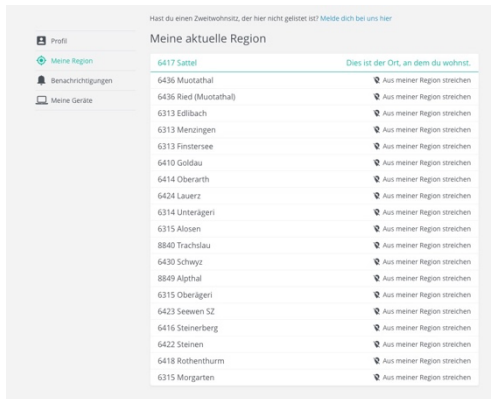 Hast du einen Zweitwohnsitz, der hier nicht gelistet ist? Melde dich bei uns hier
Profil
Meine Region
Benachrichtigungen
Meine Geräte
Meine aktuelle Region
6417 Sattel Dies ist der Ort, an dem du wohnst.
6436 Muotathal Aus meiner Region streichen
6436 Ried (Muotathal) Aus meiner Region streichen
6313 Edlibach Aus meiner Region streichen
6313 Menzingen Aus meiner Region streichen
6313 Finstersee Aus meiner Region streichen
6410 Goldau Aus meiner Region streichen
6414 Oberarth Aus meiner Region streichen
6424 Lauerz Aus meiner Region streichen
6314 Unterägeri Aus meiner Region streichen
6315 Alosen Aus meiner Region streichen
8840 Trachslau Aus meiner Region streichen
6430 Schwyz Aus meiner Region streichen
8849 Alpthal Aus meiner Region streichen
6315 Oberägeri Aus meiner Region streichen
6423 Seewen SZ Aus meiner Region streichen
6416 Steinerberg Aus meiner Region streichen
6422 Steinen Aus meiner Region streichen
6418 Rothenthurm Aus meiner Region streichen
6315 Morgarten Aus meiner Region streichen